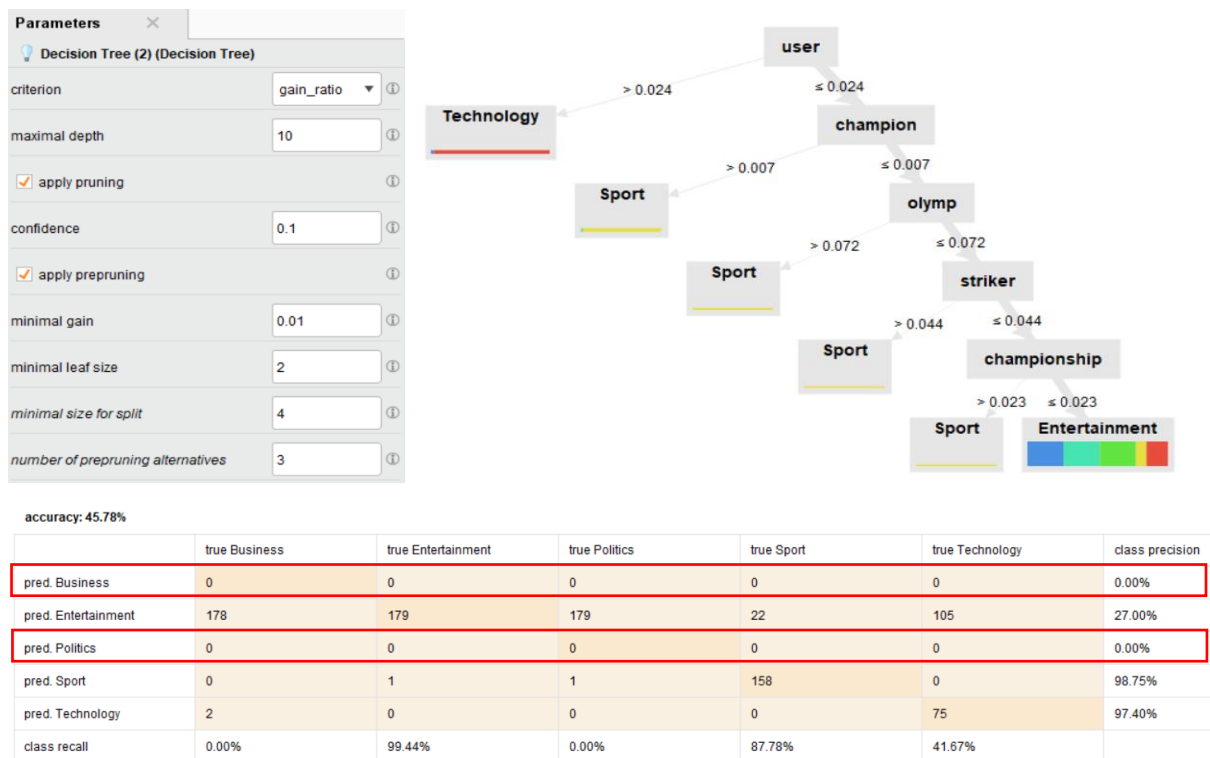 Parameters
Decision Tree (2) (Decision Tree)
criterion gain_ratio
maximal depth 10
apply pruning
confidence 0.1
apply prepruning
minimal gain 0.01
minimal leaf size 2
minimal size for split 4
number of prepruning alternatives 3
user
> 0.024 ≤ 0.024
Technology champion
> 0.007 ≤ 0.007
Sport olymp
> 0.072 ≤ 0.072
Sport striker
> 0.044 ≤ 0.044
Sport championship
> 0.023 ≤ 0.023
Sport Entertainment
accuracy: 45.78%
true Business true Entertainment true Politics true Sport true Technology class precision
pred. Business 0 0 0 0 0 0.00%
pred. Entertainment 178 179 179 22 105 27.00%
pred. Politics 0 0 0 0 0 0.00%
pred. Sport 0 1 1 158 0 98.75%
pred. Technology 2 0 0 0 75 97.40%
class recall 0.00% 99.44% 0.00% 87.78% 41.67%